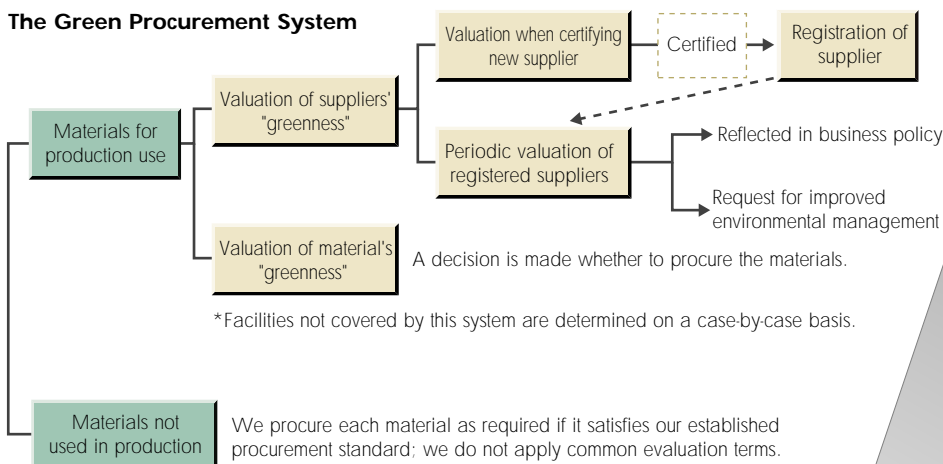 The Green Procurement System
Valuation when certifying
new supplier
Certified
Registration of
supplier
Valuation of suppliers'
"greenness"
Materials for
production use
Periodic valuation of
registered suppliers
Reflected in business policy
Request for improved
environmental management
Valuation of material's
"greenness"
A decision is made whether to procure the materials.
*Facilities not covered by this system are determined on a case-by-case basis.
Materials not
used in production
We procure each material as required if it satisfies our established
procurement standard; we do not apply common evaluation terms.